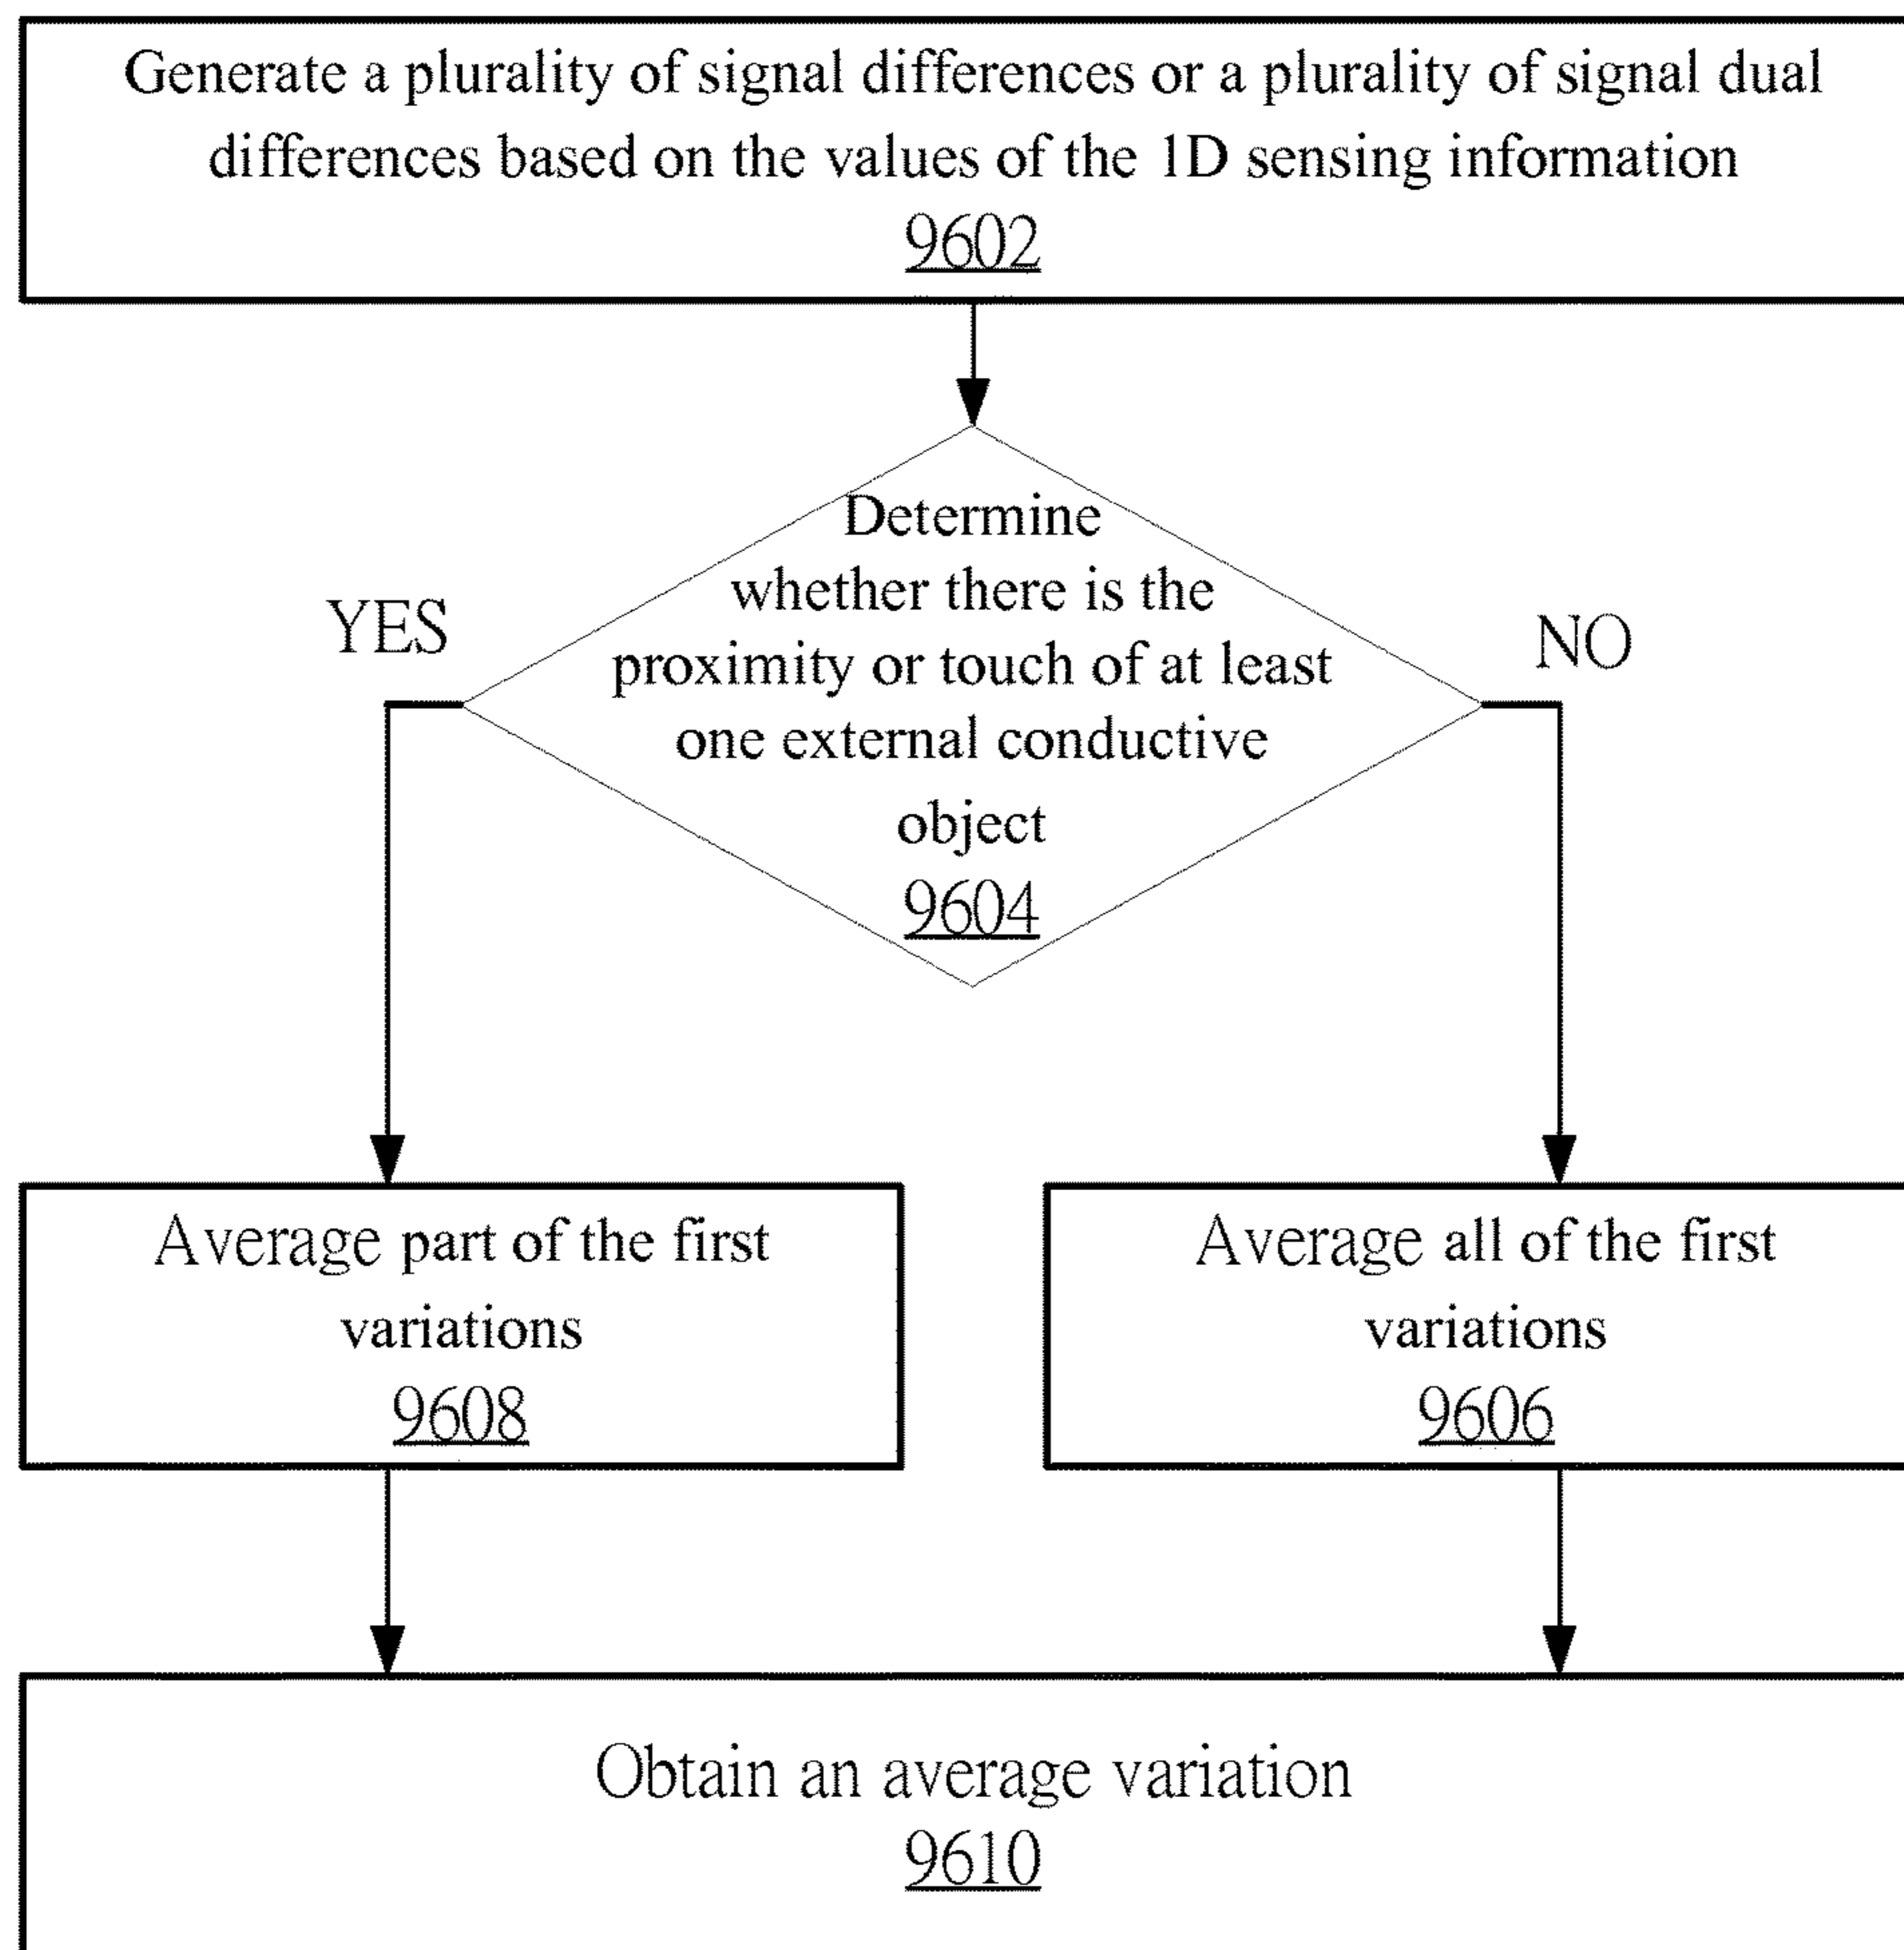 Generate a plurality of signal differences or a plurality of signal dual
differences based on the values of the 1D sensing information
9602
Determine
whether there is the
proximity or touch of at least
one external conductive
object
9604
YES
NO
Average part of the first
variations
9608
Average all of the first
variations
9606
Obtain an average variation
9610